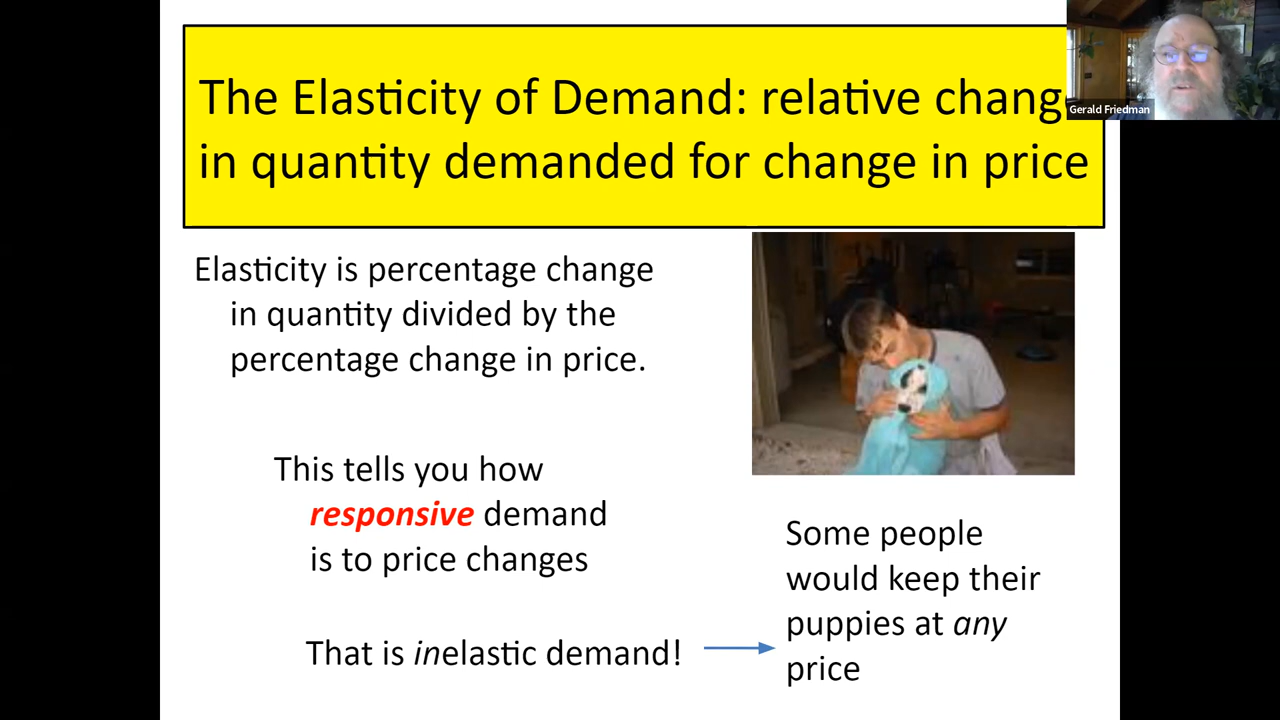 The Elasticity of Demand: relative chang
in quantity demanded for change in price
Gerald Friedman
Elasticity is percentage change
in quantity divided by the
percentage change in price.
This tells you how
responsive demand
is to price changes
That is inelastic demand!
Some people
would keep their
puppies at any
price